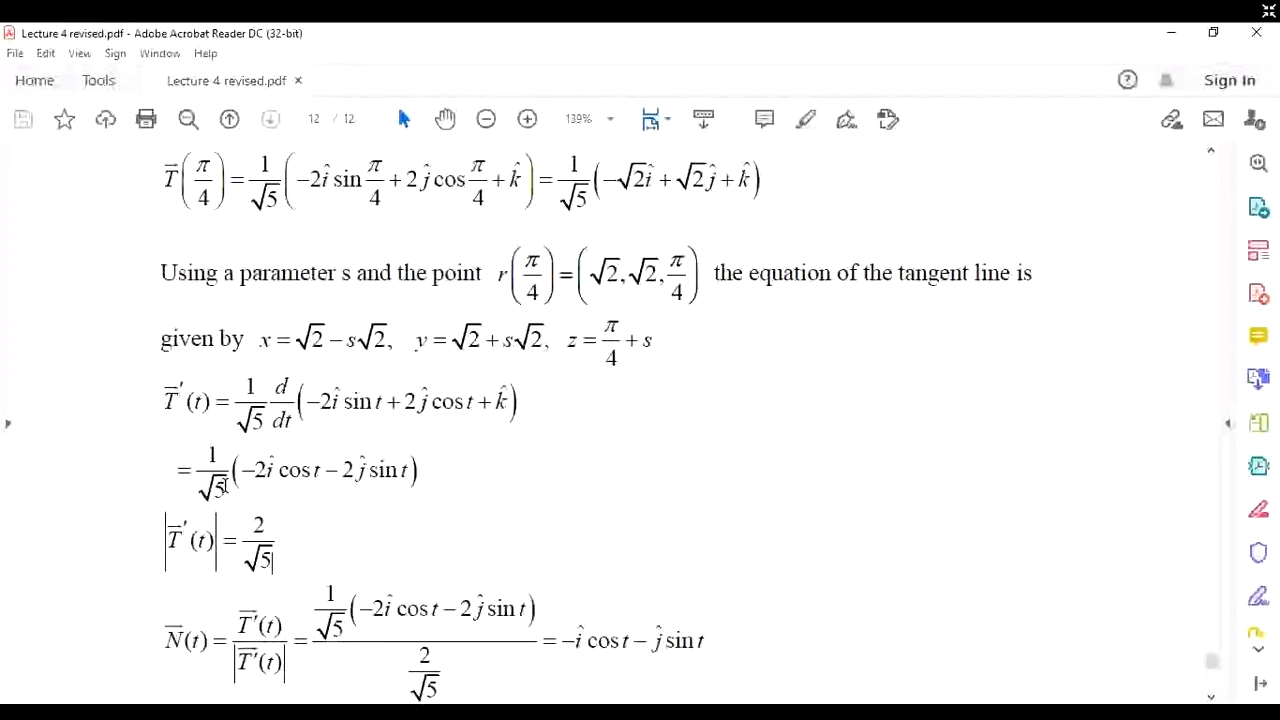 Lecture 4 revised.pdf - Adobe Acrobat Reader DC (32-bit)
File Edit View Sign Window Help
Home Tools Lecture 4 revised.pdf × Sign In
12 / 12 139%
T⃗(π/4) = 1/√5 (−2î sin π/4 + 2ĵ cos π/4 + k̂) = 1/√5 (−√2î + √2ĵ + k̂)
Using a parameter s and the point r(π/4) = (√2, √2, π/4) the equation of the tangent line is
given by x = √2 − s√2, y = √2 + s√2, z = π/4 + s
T⃗′(t) = 1/√5 d/dt (−2î sin t + 2ĵ cos t + k̂)
= 1/√5 (−2î cos t − 2ĵ sin t)
|T⃗′(t)| = 2/√5
N⃗(t) = T⃗′(t)/|T⃗′(t)| = (1/√5 (−2î cos t − 2ĵ sin t))/(2/√5) = −î cos t − ĵ sin t